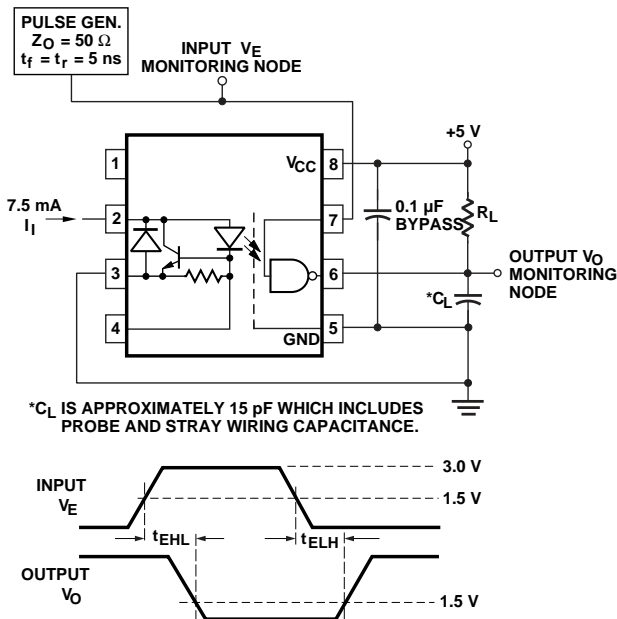 PULSE GEN.
ZO = 50 Ω
tf = tr = 5 ns
INPUT VE
MONITORING NODE
+5 V
1
VCC
8
7.5 mA
II
2
7
0.1 µF
BYPASS
RL
3
6
OUTPUT VO
MONITORING
NODE
*CL
4
GND
5
*CL IS APPROXIMATELY 15 pF WHICH INCLUDES
PROBE AND STRAY WIRING CAPACITANCE.
3.0 V
INPUT
VE
1.5 V
tEHL
tELH
OUTPUT
VO
1.5 V